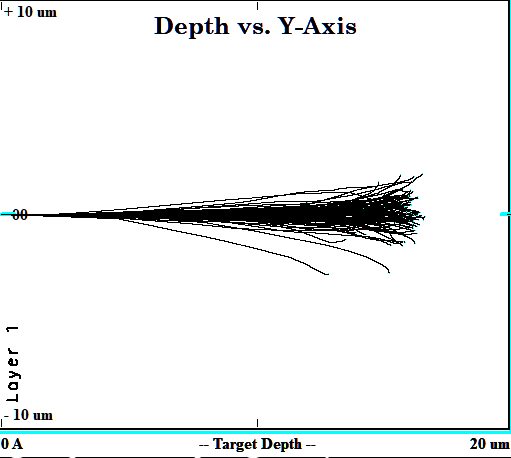 + 10 um
Depth vs. Y-Axis
00
Layer 1
- 10 um
0 A
-- Target Depth --
20 um